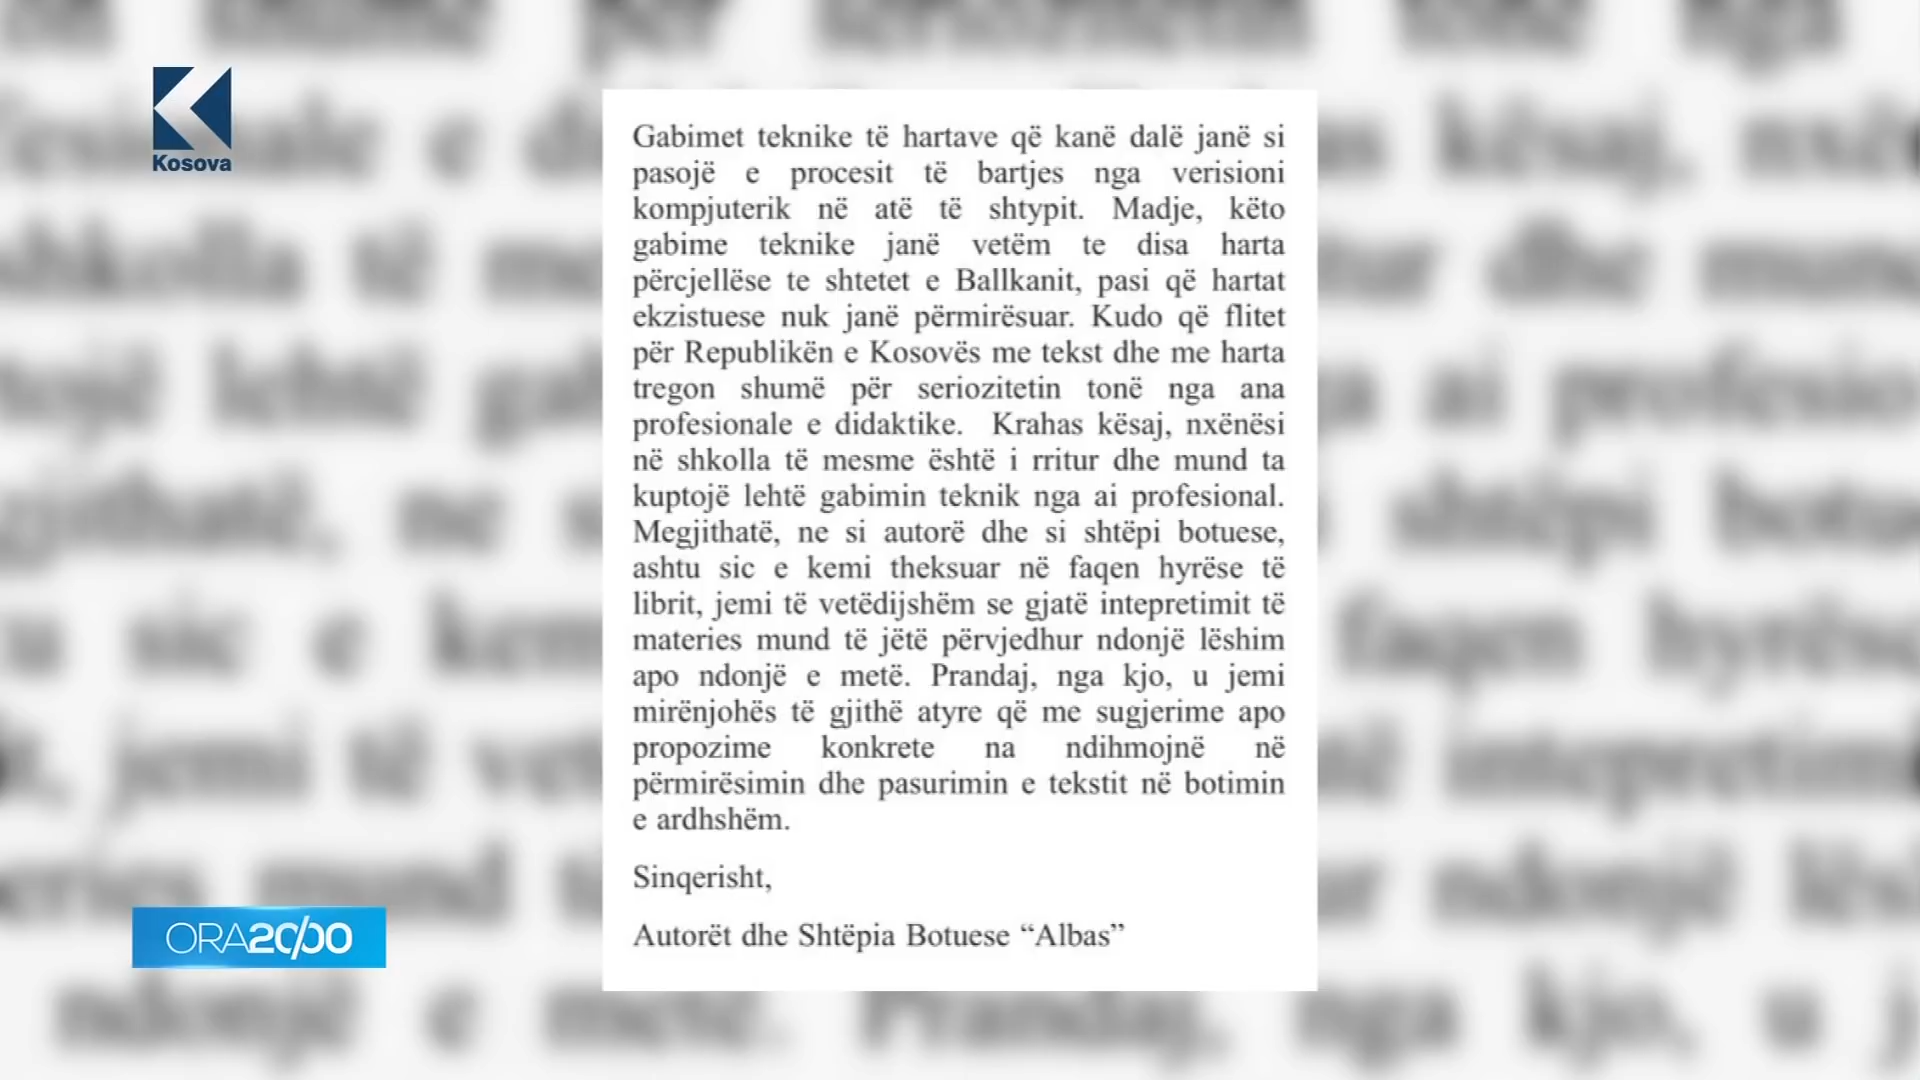 Kosova
Gabimet teknike të hartave që kanë dalë janë si
pasojë e procesit të bartjes nga verisioni
kompjuterik në atë të shtypit. Madje, këto
gabime teknike janë vetëm te disa harta
përcjellëse te shtetet e Ballkanit, pasi që hartat
ekzistuese nuk janë përmirësuar. Kudo që flitet
për Republikën e Kosovës me tekst dhe me harta
tregon shumë për seriozitetin tonë nga ana
profesionale e didaktike. Krahas kësaj, nxënësi
në shkolla të mesme është i rritur dhe mund ta
kuptojë lehtë gabimin teknik nga ai profesional.
Megjithatë, ne si autorë dhe si shtëpi botuese,
ashtu sic e kemi theksuar në faqen hyrëse të
librit, jemi të vetëdijshëm se gjatë intepretimit të
materies mund të jëtë përvjedhur ndonjë lëshim
apo ndonjë e metë. Prandaj, nga kjo, u jemi
mirënjohës të gjithë atyre që me sugjerime apo
propozime konkrete na ndihmojnë në
përmirësimin dhe pasurimin e tekstit në botimin
e ardhshëm.
Sinqerisht,
Autorët dhe Shtëpia Botuese “Albas”
ORA20/00